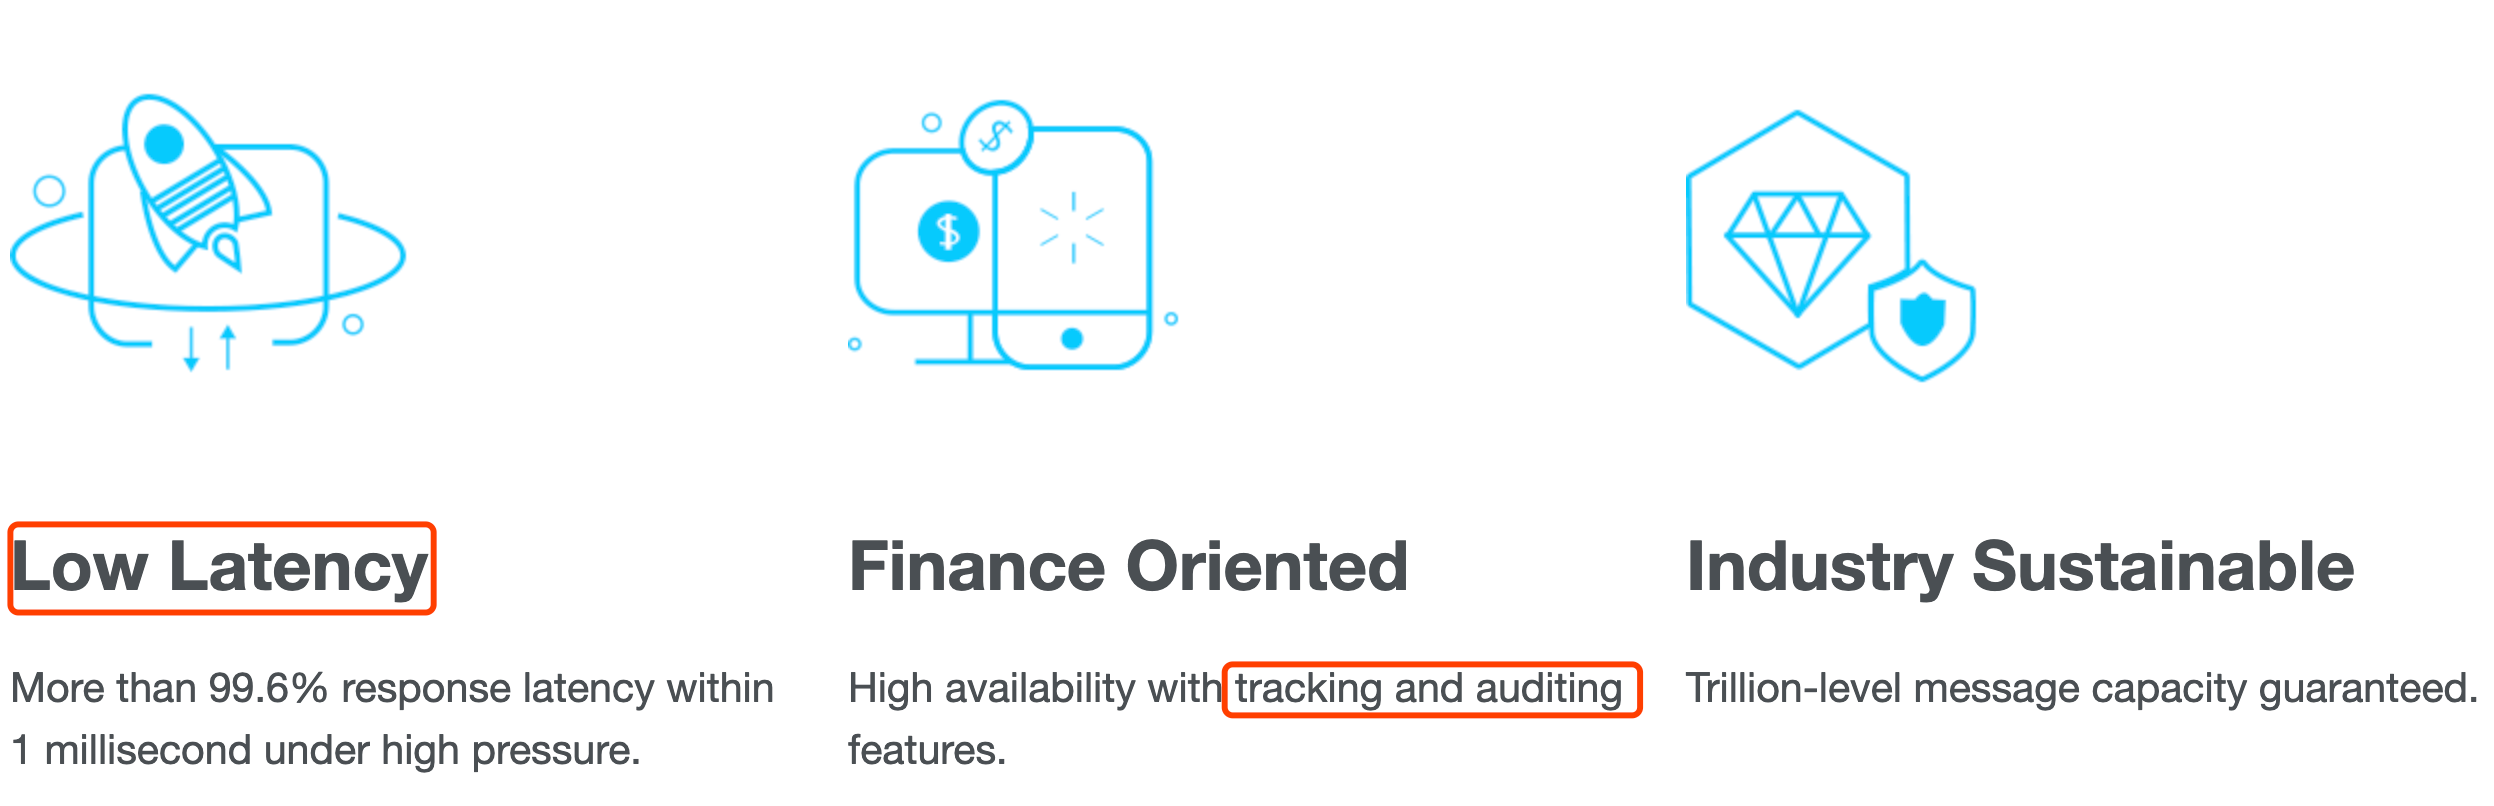 $
$
Low Latency
More than 99.6% response latency within
1 millisecond under high pressure.
Finance Oriented
High availability with tracking and auditing
features.
Industry Sustainable
Trillion-level message capacity guaranteed.